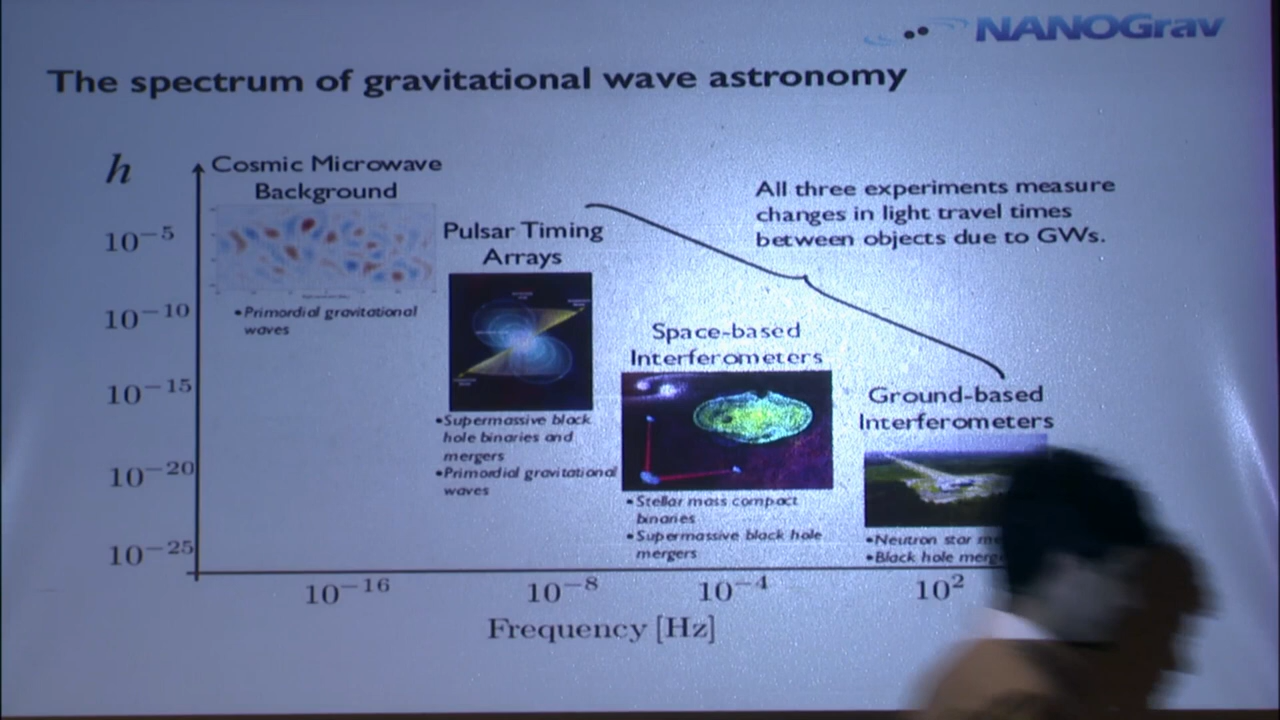 NANOGrav
The spectrum of gravitational wave astronomy
h
Cosmic Microwave
Background
All three experiments measure
changes in light travel times
between objects due to GWs.
Pulsar Timing
Arrays
10−5
10−10
10−15
10−20
10−25
•Primordial gravitational
waves
Space-based
Interferometers
Ground-based
Interferometers
•Supermassive black
hole binaries and
mergers
•Primordial gravitational
waves
•Stellar mass compact
binaries
•Supermassive black hole
mergers
•Neutron star
•Black hole
10−16
10−8
10−4
102
Frequency [Hz]